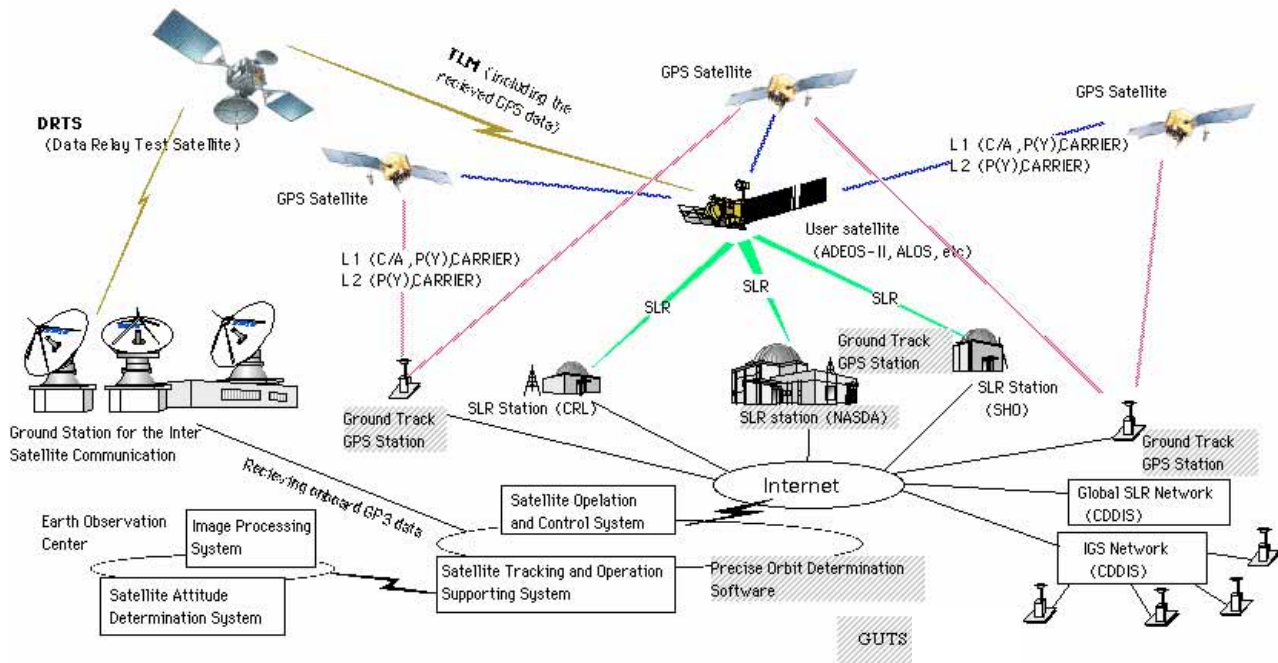 TLM (including the
recieved GPS data)
GPS Satellite
GPS Satellite
DRTS
(Data Relay Test Satellite)
L1 (C/A, P(Y),CARRIER)
L2 (P(Y),CARRIER)
GPS Satellite
User satellite
(ADEOS-II, ALOS, etc)
L1 (C/A, P(Y),CARRIER)
L2 (P(Y),CARRIER)
SLR
SLR
SLR
Ground Track
GPS Station
SLR Station (CRL)
SLR station (NASDA)
SLR Station
(SHO)
Ground Track
GPS Station
Ground Station for the Inter
Satellite Communication
Ground Track
GPS Station
Recieving onboard GPS data
Internet
Satellite Opelation
and Control System
Global SLR Network
(CDDIS)
Earth Observation
Center
Image Processing
System
IGS Network
(CDDIS)
Satellite Tracking and Operation
Supporting System
Precise Orbit Determination
Software
Satellite Attitude
Determination System
GUTS